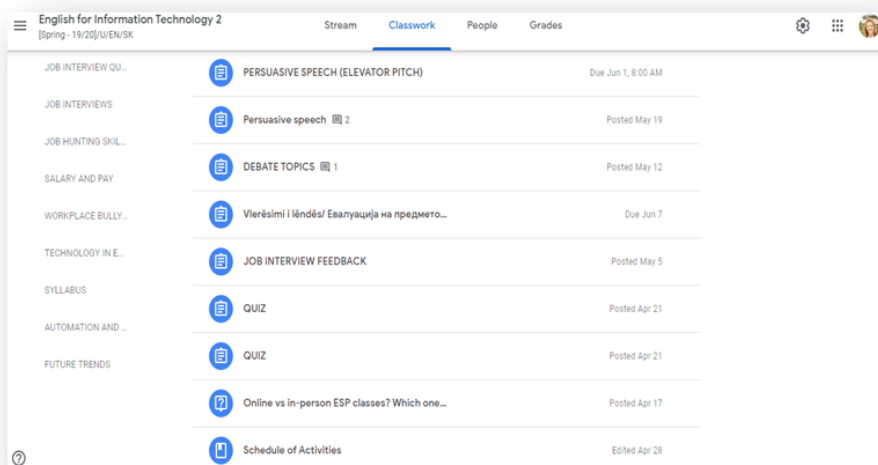 English for Information Technology 2
[Spring - 19/20]/U/EN/SK
Stream Classwork People Grades
JOB INTERVIEW QU...
JOB INTERVIEWS
JOB HUNTING SKIL...
SALARY AND PAY
WORKPLACE BULLY...
TECHNOLOGY IN E...
SYLLABUS
AUTOMATION AND ...
FUTURE TRENDS
PERSUASIVE SPEECH (ELEVATOR PITCH) Due Jun 1, 8:00 AM
Persuasive speech 2 Posted May 19
DEBATE TOPICS 1 Posted May 12
Vlerësimi i lëndës/ Евалуација на предмето... Due Jun 7
JOB INTERVIEW FEEDBACK Posted May 5
QUIZ Posted Apr 21
QUIZ Posted Apr 21
Online vs in-person ESP classes? Which one... Posted Apr 17
Schedule of Activities Edited Apr 28